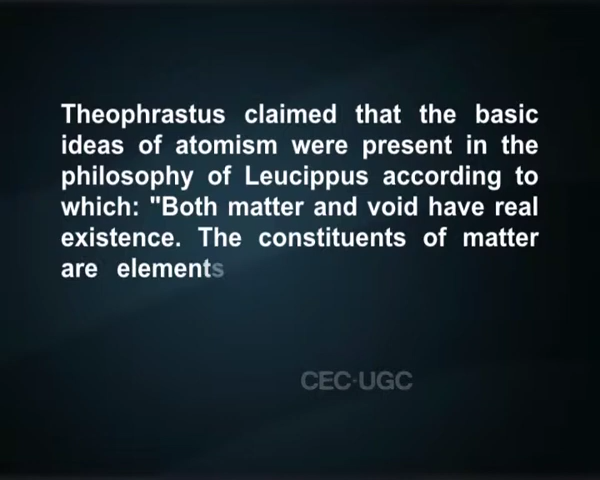 Theophrastus claimed that the basic
ideas of atomism were present in the
philosophy of Leucippus according to
which: "Both matter and void have real
existence. The constituents of matter
are elements
CEC-UGC